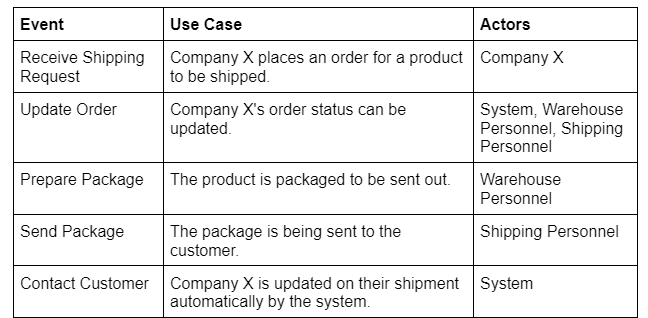 Event Use Case Actors
Receive Shipping Request Company X places an order for a product to be shipped. Company X
Update Order Company X's order status can be updated. System, Warehouse Personnel, Shipping Personnel
Prepare Package The product is packaged to be sent out. Warehouse Personnel
Send Package The package is being sent to the customer. Shipping Personnel
Contact Customer Company X is updated on their shipment automatically by the system. System